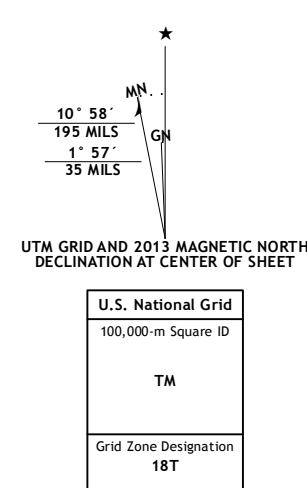 ★
MN
GN
10° 58´
195 MILS
1° 57´
35 MILS
UTM GRID AND 2013 MAGNETIC NORTH
DECLINATION AT CENTER OF SHEET
U.S. National Grid
100,000-m Square ID
TM
Grid Zone Designation
18T